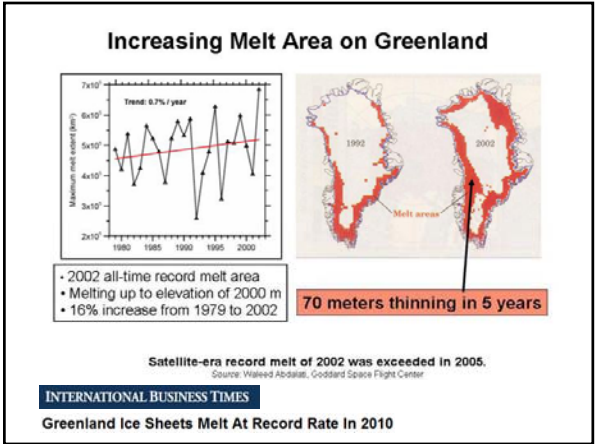 Increasing Melt Area on Greenland
7x10⁵
6x10⁵
5x10⁵
4x10⁵
3x10⁵
2x10⁵
Maximum melt extent (km²)
Trend: 0.7% / year
1980
1985
1990
1995
2000
1992
2002
Melt areas
• 2002 all-time record melt area
• Melting up to elevation of 2000 m
• 16% increase from 1979 to 2002
70 meters thinning in 5 years
Satellite-era record melt of 2002 was exceeded in 2005.
Source: Waleed Abdalati, Goddard Space Flight Center
INTERNATIONAL BUSINESS TIMES
Greenland Ice Sheets Melt At Record Rate In 2010